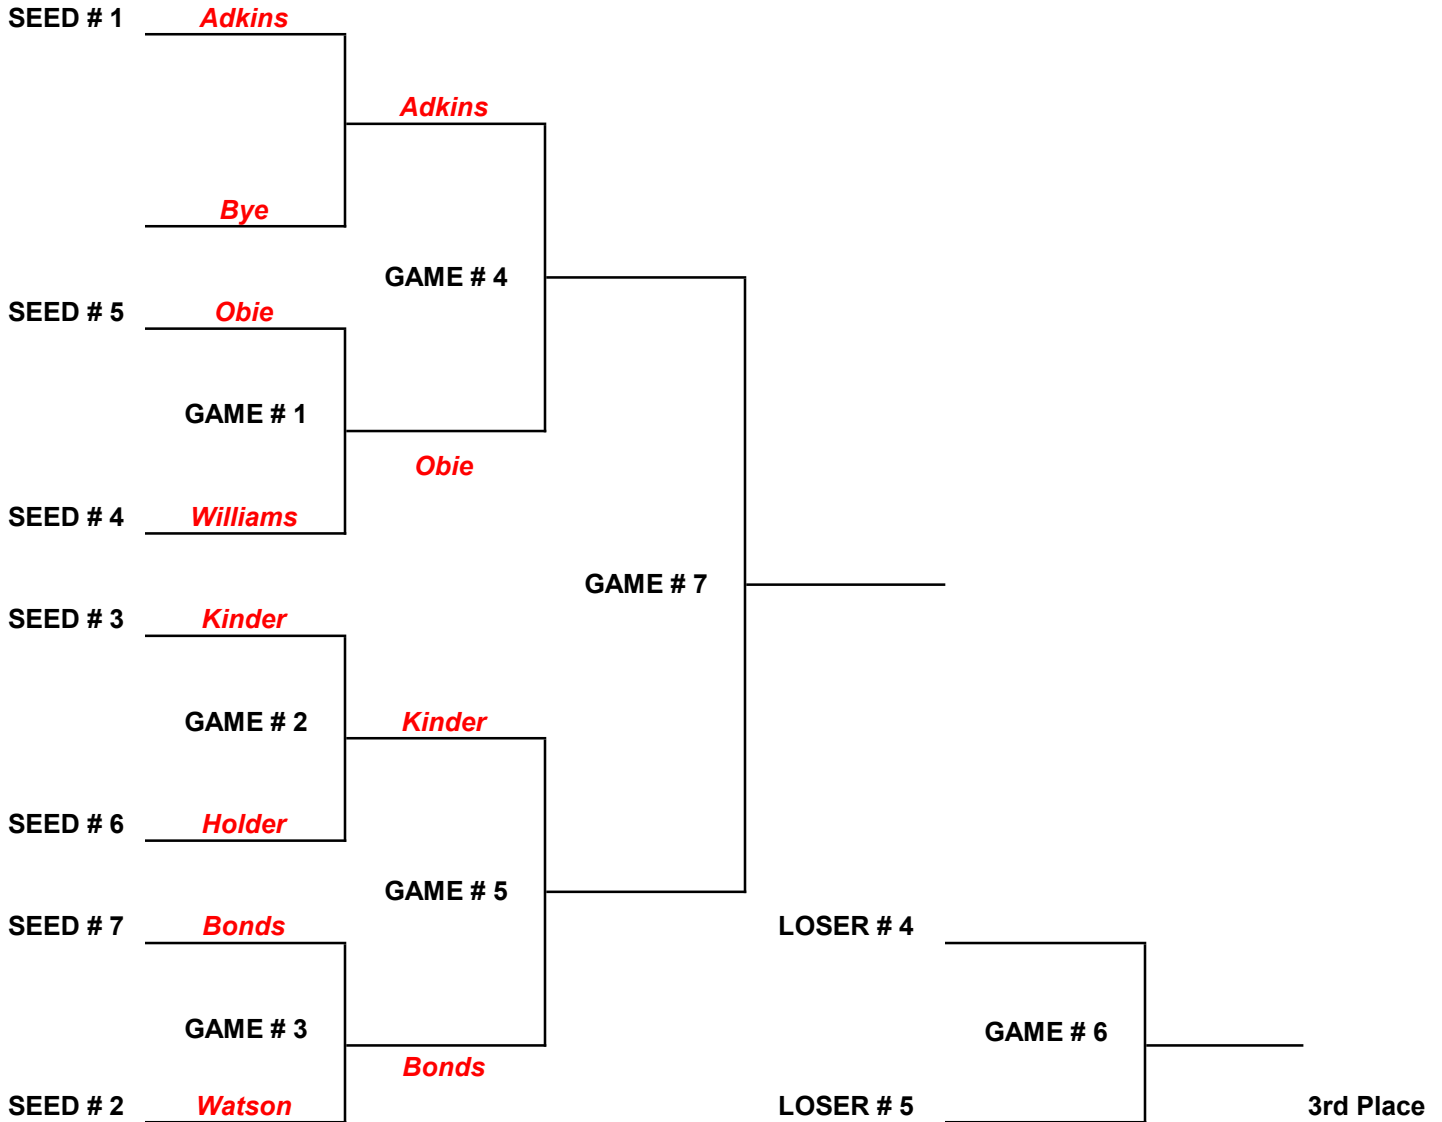 SEED # 1 Adkins
Adkins
Bye
GAME # 4
SEED # 5 Obie
GAME # 1
Obie
SEED # 4 Williams
GAME # 7
SEED # 3 Kinder
GAME # 2 Kinder
SEED # 6 Holder
GAME # 5
SEED # 7 Bonds LOSER # 4
GAME # 3 GAME # 6
Bonds
SEED # 2 Watson LOSER # 5 3rd Place